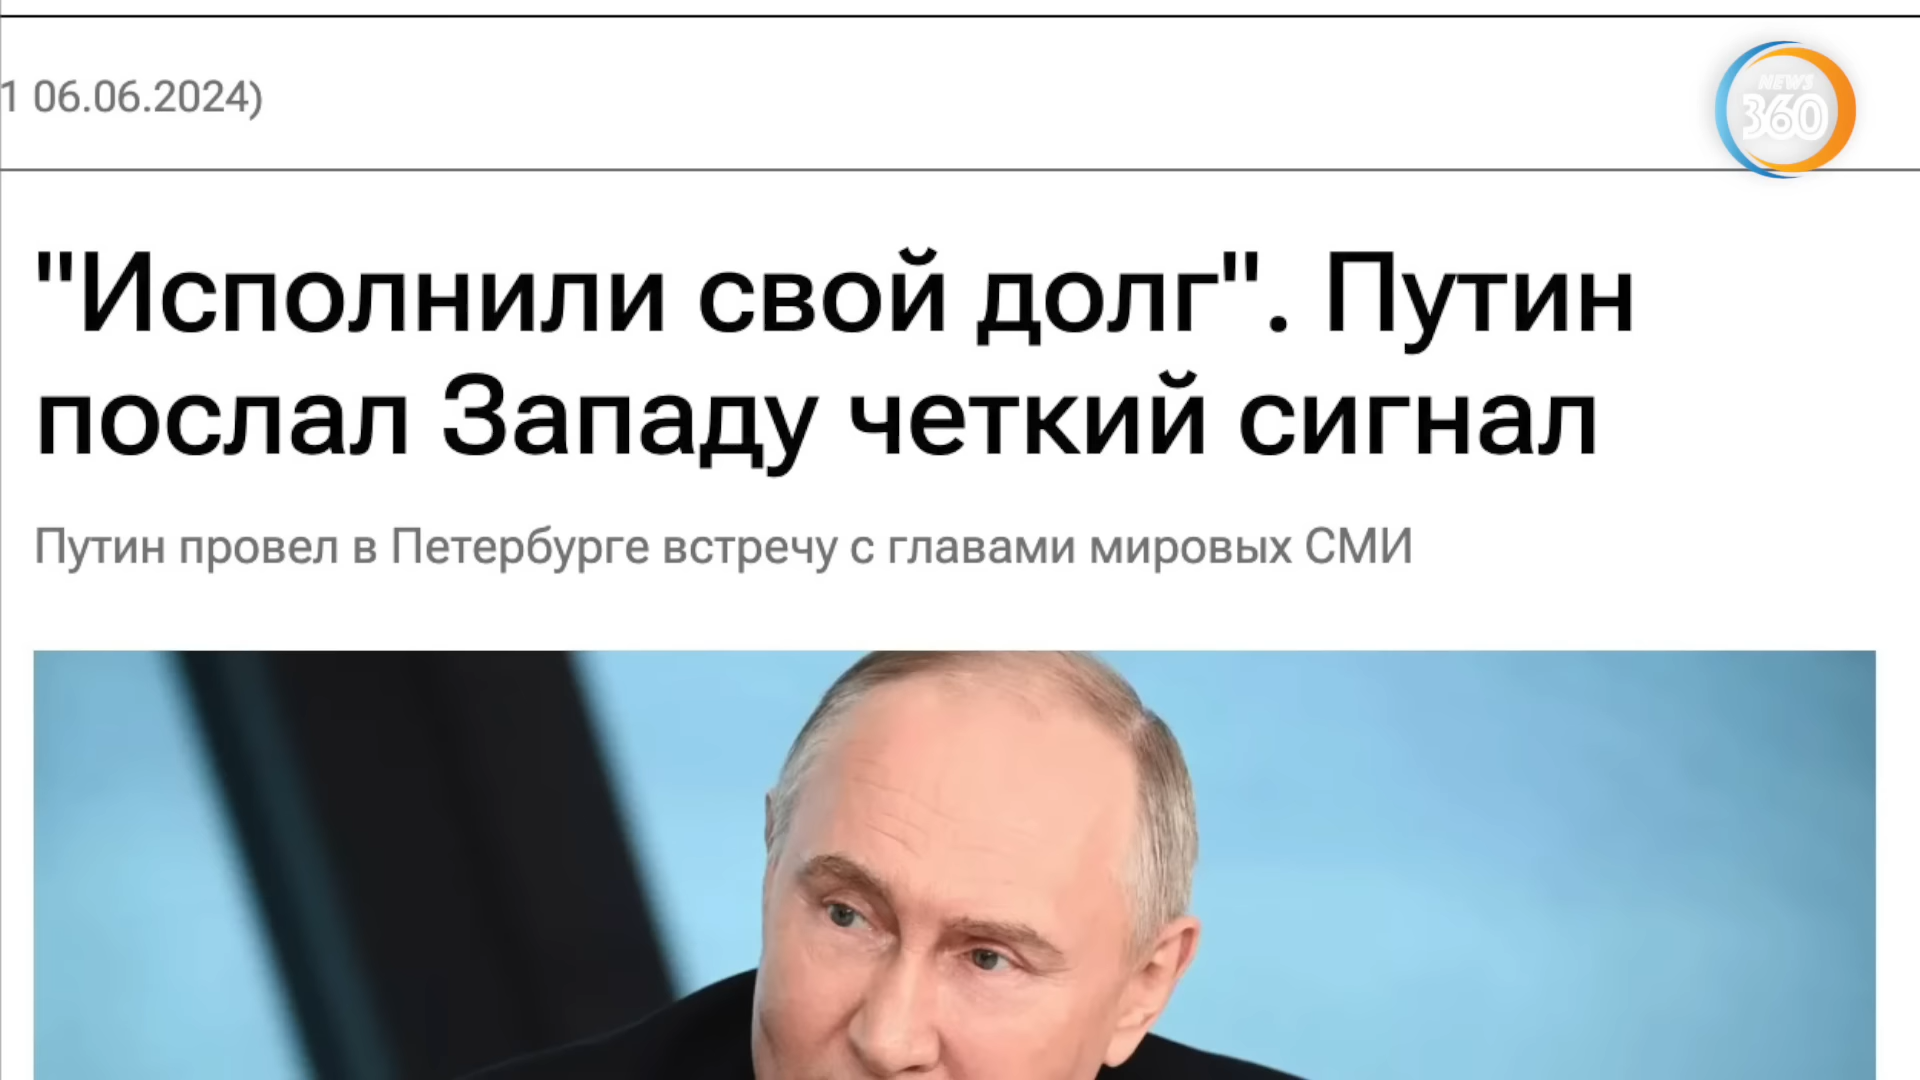 1 06.06.2024)
NEWS
360
"Исполнили свой долг". Путин
послал Западу четкий сигнал
Путин провел в Петербурге встречу с главами мировых СМИ